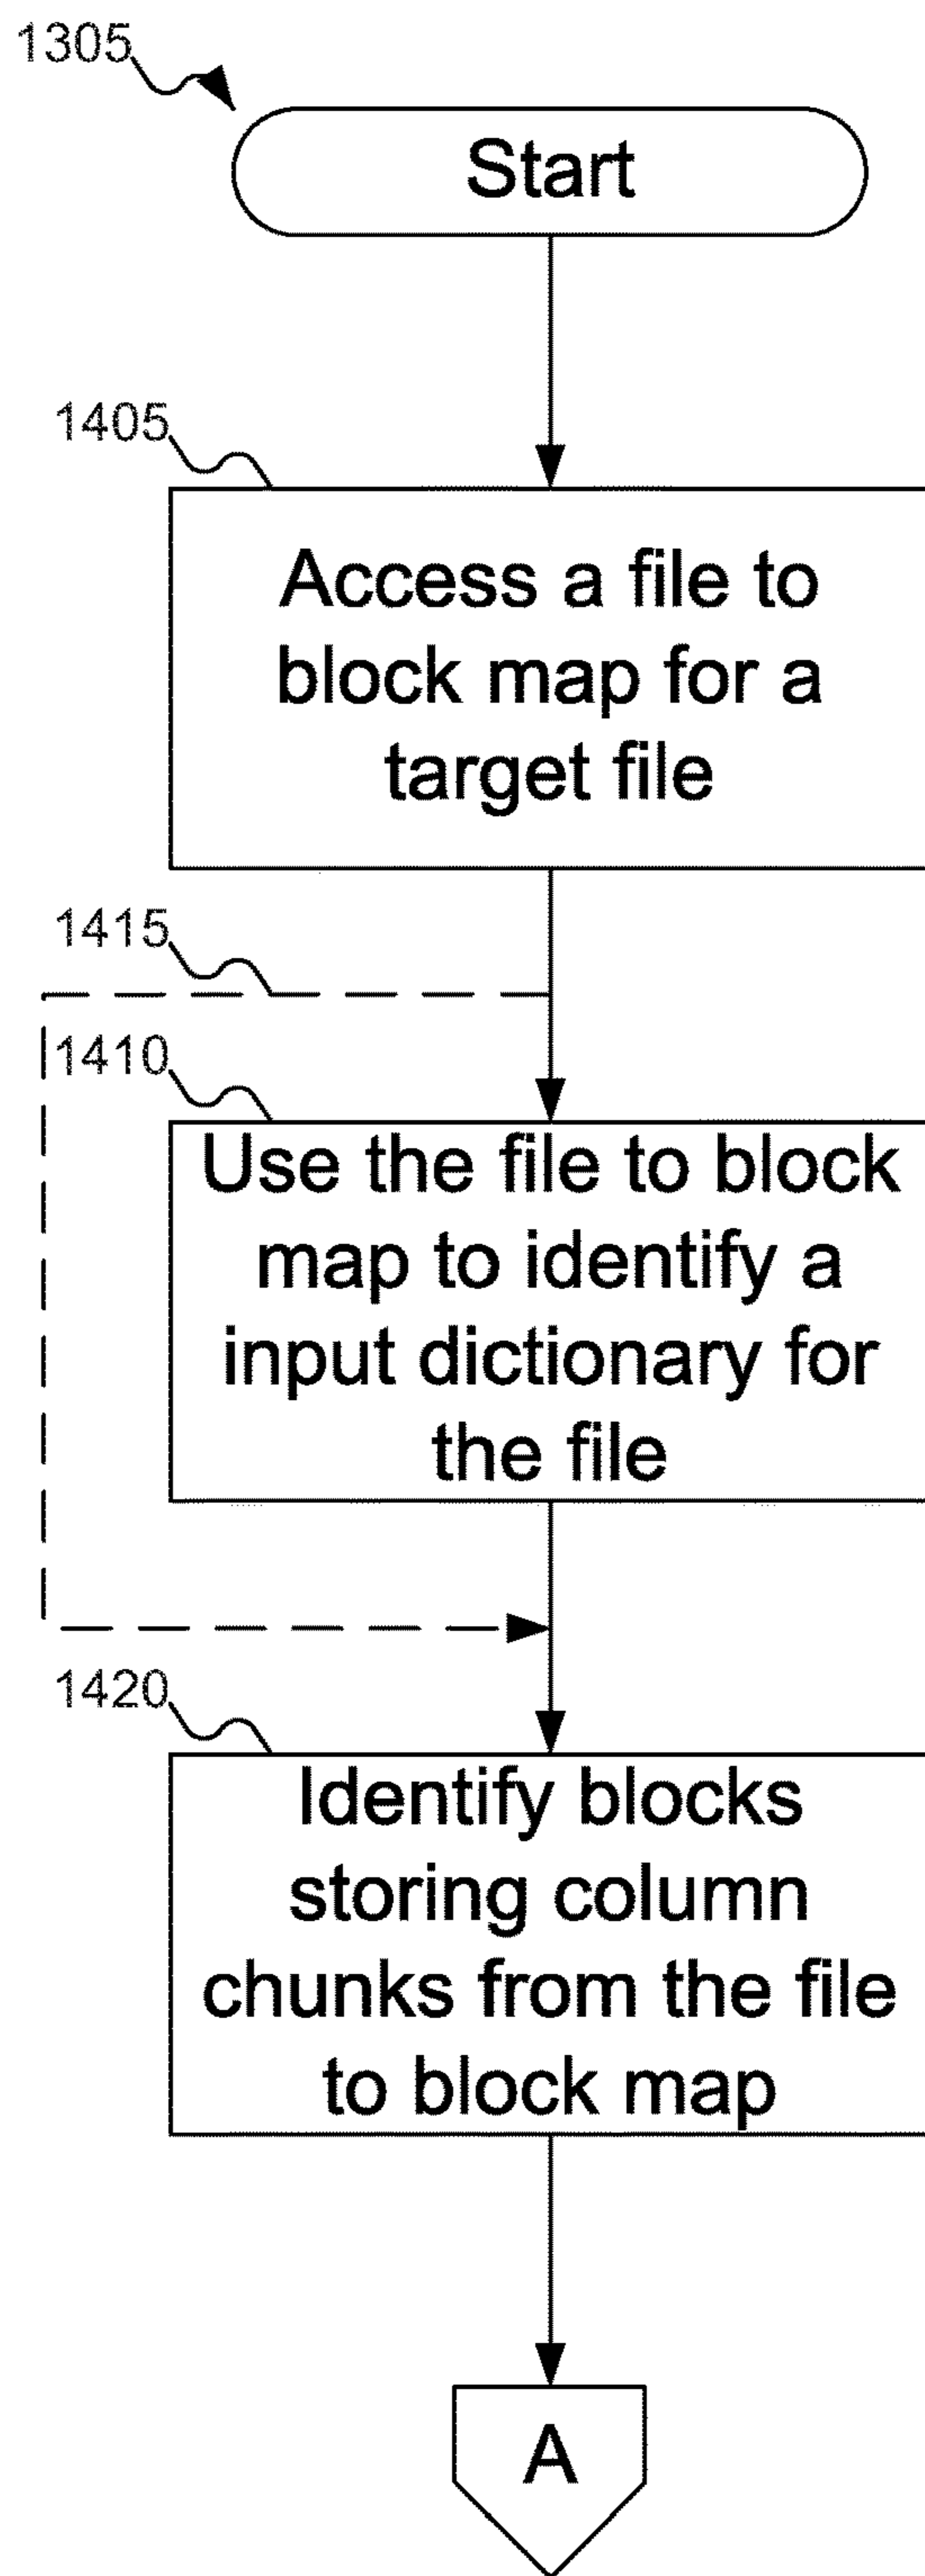 1305
Start
1405
Access a file to
block map for a
target file
1415
1410
Use the file to block
map to identify a
input dictionary for
the file
1420
Identify blocks
storing column
chunks from the file
to block map
A